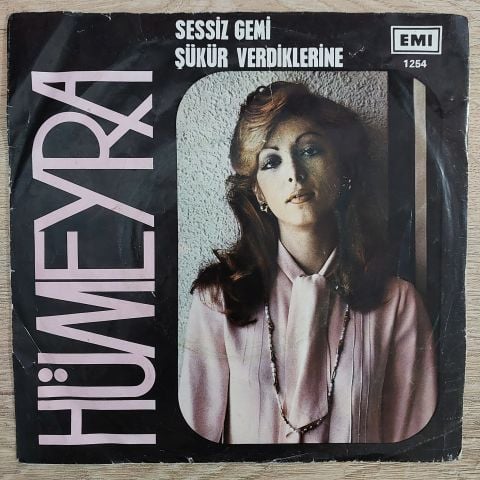 SESSİZ GEMİ
ŞÜKÜR VERDİKLERİNE
EMI
1254
HÜMEYRA